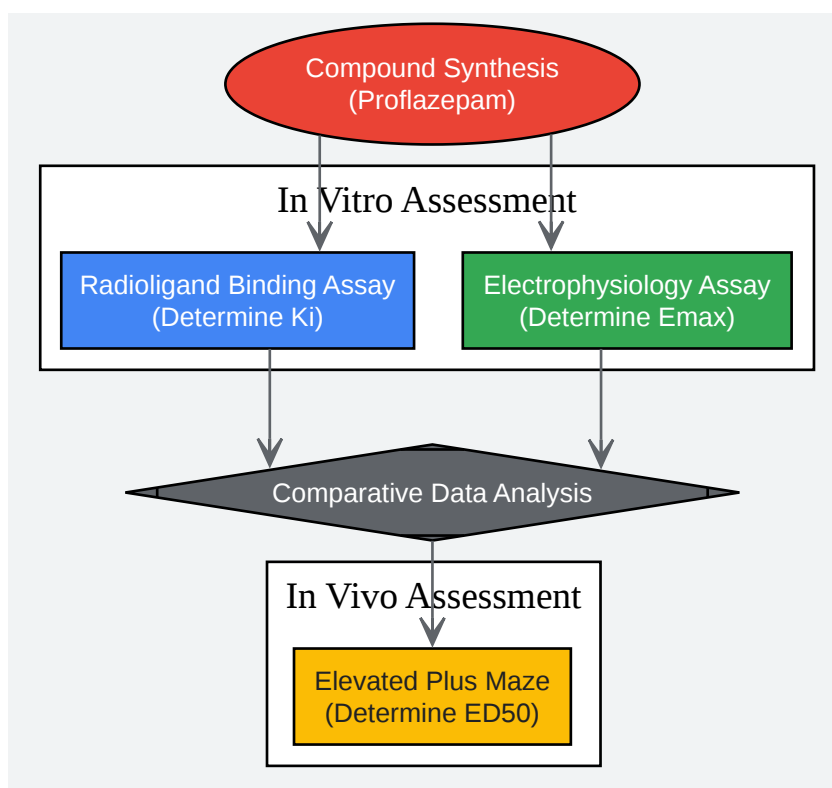 Compound Synthesis
(Proflazepam)
In Vitro Assessment
Radioligand Binding Assay
(Determine Ki)
Electrophysiology Assay
(Determine Emax)
Comparative Data Analysis
In Vivo Assessment
Elevated Plus Maze
(Determine ED50)